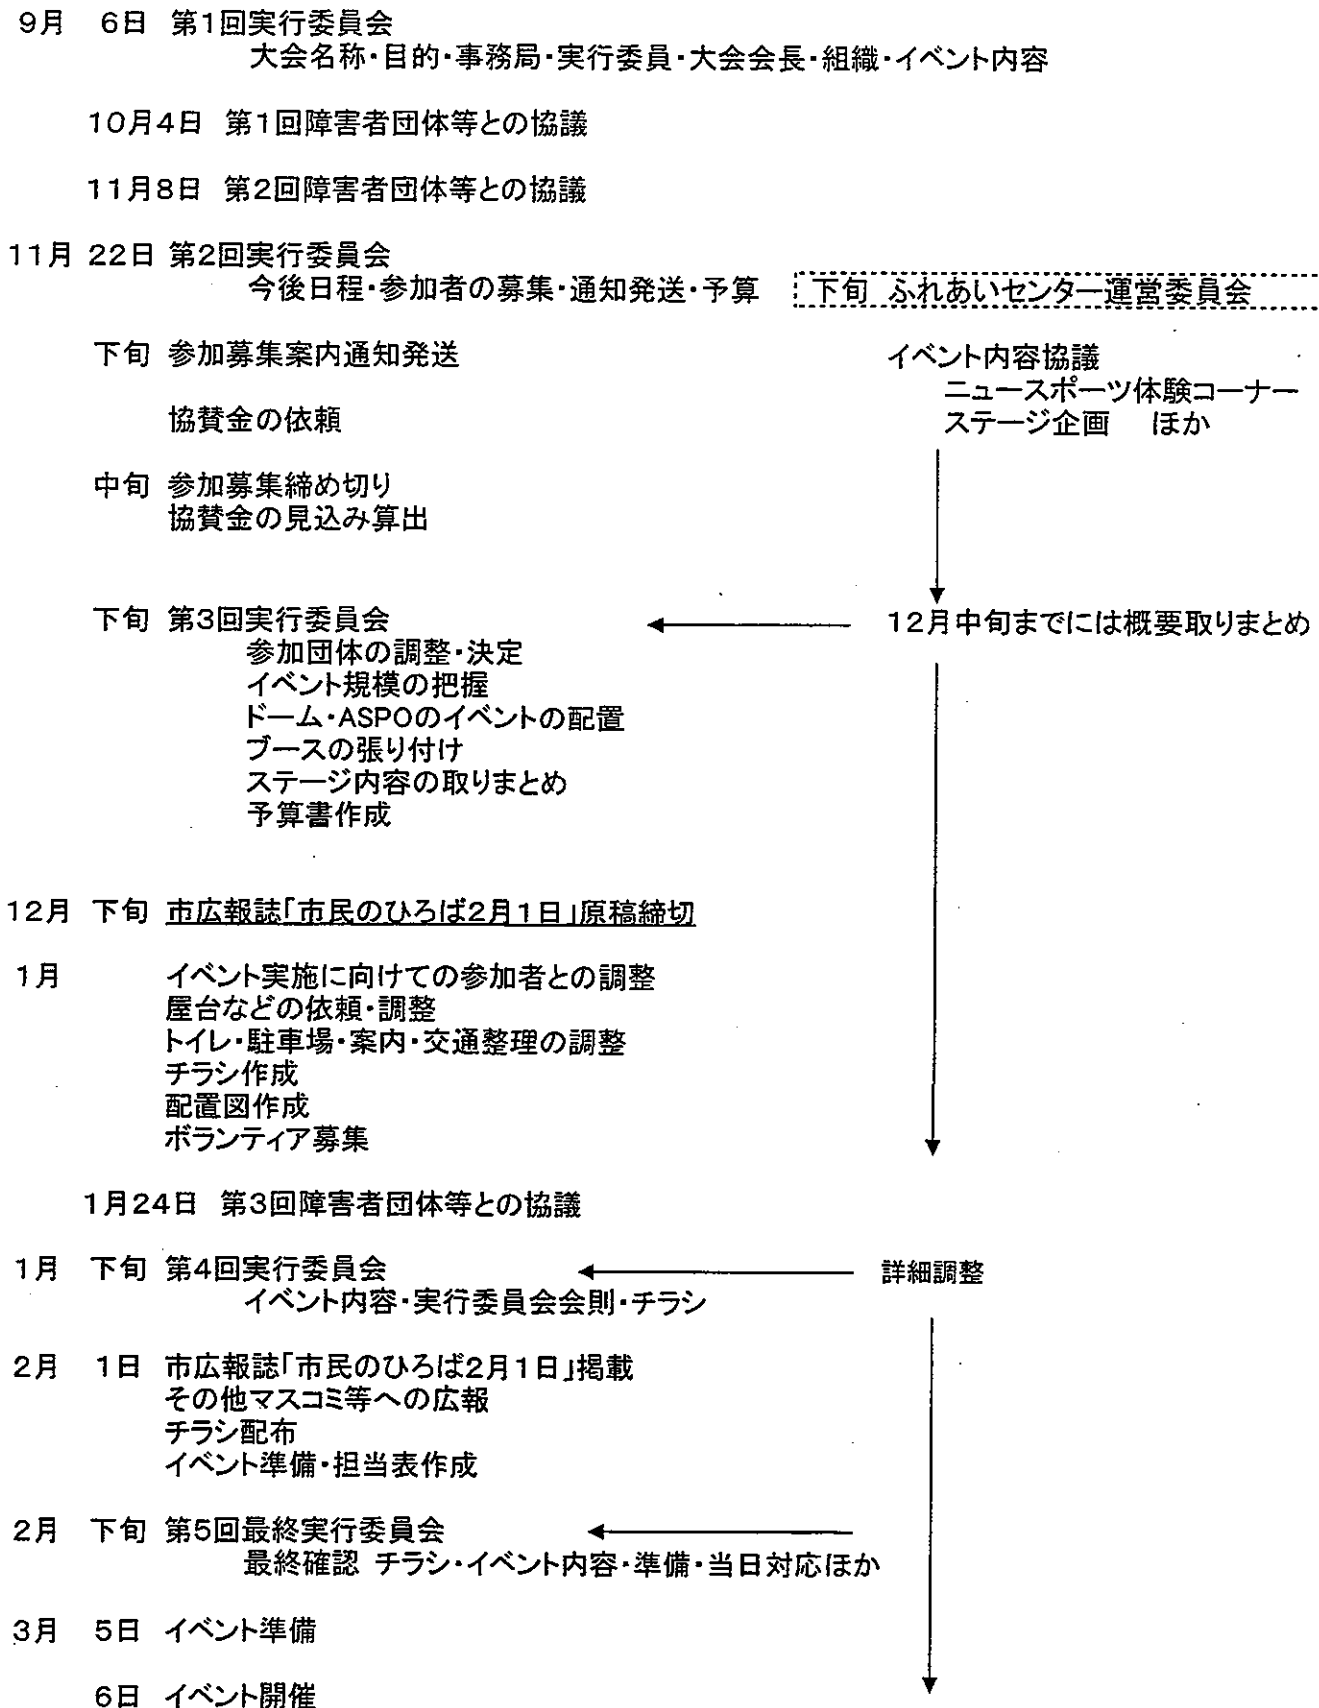 9月 6日 第1回実行委員会
大会名称・目的・事務局・実行委員・大会会長・組織・イベント内容
10月4日 第1回障害者団体等との協議
11月8日 第2回障害者団体等との協議
11月 22日 第2回実行委員会
今後日程・参加者の募集・通知発送・予算 下旬 ふれあいセンター運営委員会
下旬 参加募集案内通知発送 イベント内容協議
ニュースポーツ体験コーナー
協賛金の依頼 ステージ企画 ほか
中旬 参加募集締め切り
協賛金の見込み算出
下旬 第3回実行委員会 12月中旬までには概要取りまとめ
参加団体の調整・決定
イベント規模の把握
ドーム・ASPOのイベントの配置
ブースの張り付け
ステージ内容の取りまとめ
予算書作成
12月 下旬 市広報誌「市民のひろば2月1日」原稿締切
1月 イベント実施に向けての参加者との調整
屋台などの依頼・調整
トイレ・駐車場・案内・交通整理の調整
チラシ作成
配置図作成
ボランティア募集
1月24日 第3回障害者団体等との協議
1月 下旬 第4回実行委員会 詳細調整
イベント内容・実行委員会会則・チラシ
2月 1日 市広報誌「市民のひろば2月1日」掲載
その他マスコミ等への広報
チラシ配布
イベント準備・担当表作成
2月 下旬 第5回最終実行委員会
最終確認 チラシ・イベント内容・準備・当日対応ほか
3月 5日 イベント準備
6日 イベント開催